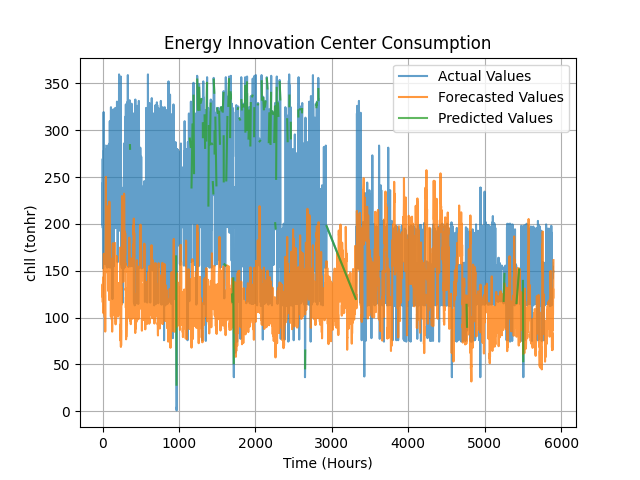 Energy Innovation Center Consumption
Actual Values
Forecasted Values
Predicted Values
350
300
250
200
150
100
50
0
chll (tonhr)
0 1000 2000 3000 4000 5000 6000
Time (Hours)